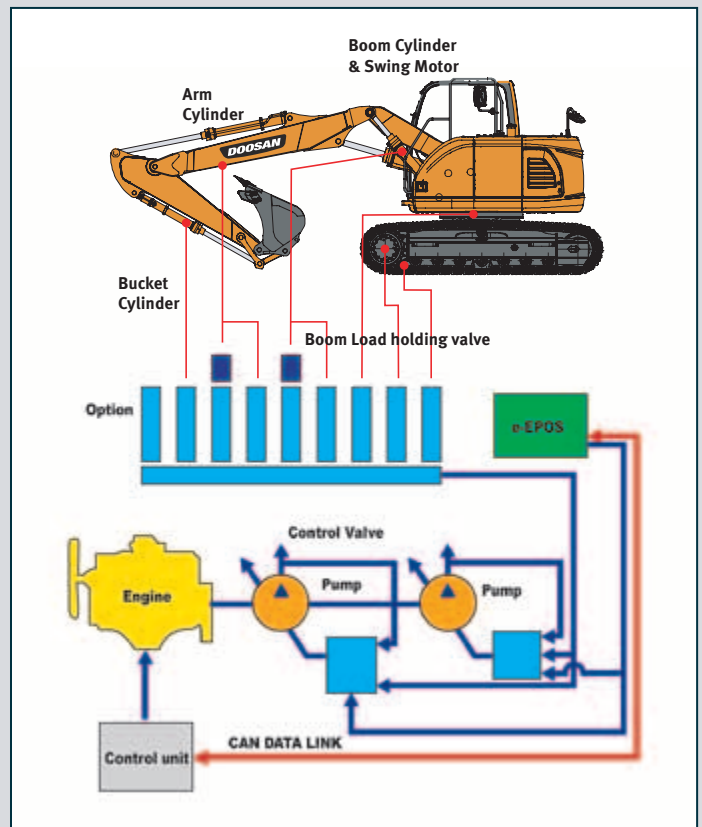 Boom Cylinder
& Swing Motor
Arm
Cylinder
DOOSAN
Bucket
Cylinder
Boom Load holding valve
Option
e-EPOS
Control Valve
Engine
Pump
Pump
CAN DATA LINK
Control unit